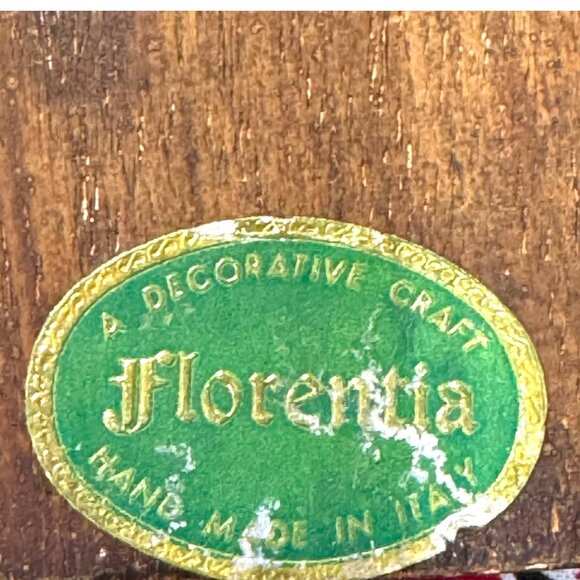 A DECORATIVE CRAFT
Florentia
HAND MADE IN ITALY